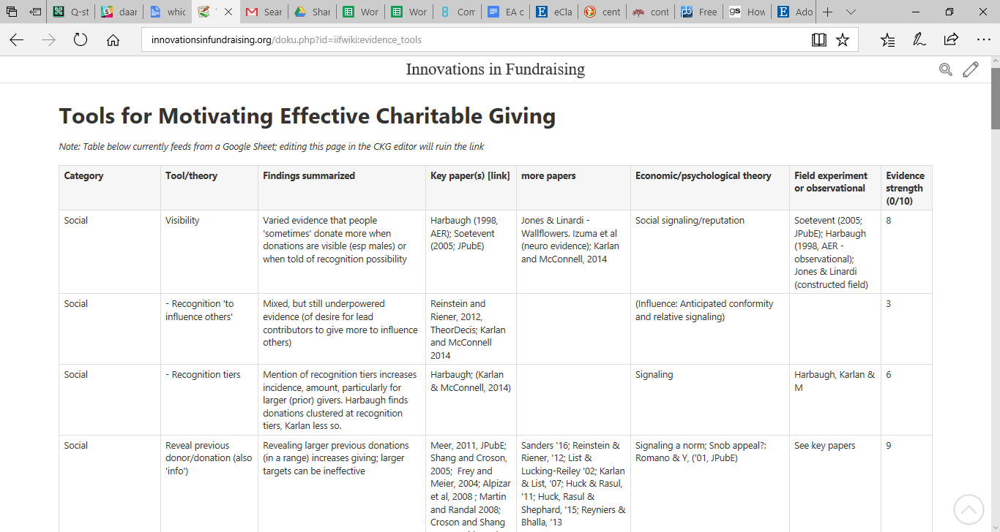 Q-st
daar
whic
T
Sear
Shar
Wor
Wor
Con
EA c
eCla
cent
cont
Free
How
Ado
innovationsinfundraising.org/doku.php?id=iifwiki:evidence_tools
Innovations in Fundraising
Tools for Motivating Effective Charitable Giving
Note: Table below currently feeds from a Google Sheet; editing this page in the CKG editor will ruin the link
Category
Tool/theory
Findings summarized
Key paper(s) [link]
more papers
Economic/psychological theory
Field experiment
or observational
Evidence
strength
(0/10)
Social
Visibility
Varied evidence that people
'sometimes' donate more when
donations are visible (esp males) or
when told of recognition possibility
Harbaugh (1998,
AER); Soetevent
(2005; JPubE)
Jones & Linardi -
Wallflowers. Izuma et al
(neuro evidence); Karlan
and McConnell, 2014
Social signaling/reputation
Soetevent (2005;
JPubE); Harbaugh
(1998, AER -
observational);
Jones & Linardi
(constructed field)
8
Social
- Recognition 'to
influence others'
Mixed, but still underpowered
evidence (of desire for lead
contributors to give more to influence
others)
Reinstein and
Riener, 2012,
TheorDecis; Karlan
and McConnell
2014
(Influence: Anticipated conformity
and relative signaling)
3
Social
- Recognition tiers
Mention of recognition tiers increases
incidence, amount, particularly for
larger (prior) givers. Harbaugh finds
donations clustered at recognition
tiers, Karlan less so.
Harbaugh; (Karlan
& McConnell, 2014)
Signaling
Harbaugh, Karlan &
M
6
Social
Reveal previous
donor/donation (also
'info')
Revealing larger previous donations
(in a range) increases giving; larger
targets can be ineffective
Meer, 2011, JPubE;
Shang and Croson,
2005; Frey and
Meier, 2004; Alpizar
et al, 2008 ; Martin
and Randal 2008;
Croson and Shang
Sanders '16; Reinstein &
Riener, '12; List &
Lucking-Reiley '02; Karlan
& List, '07; Huck & Rasul,
'11; Huck, Rasul &
Shephard, '15; Reyniers &
Bhalla, '13
Signaling a norm; Snob appeal?:
Romano & Y, ('01, JPubE)
See key papers
9